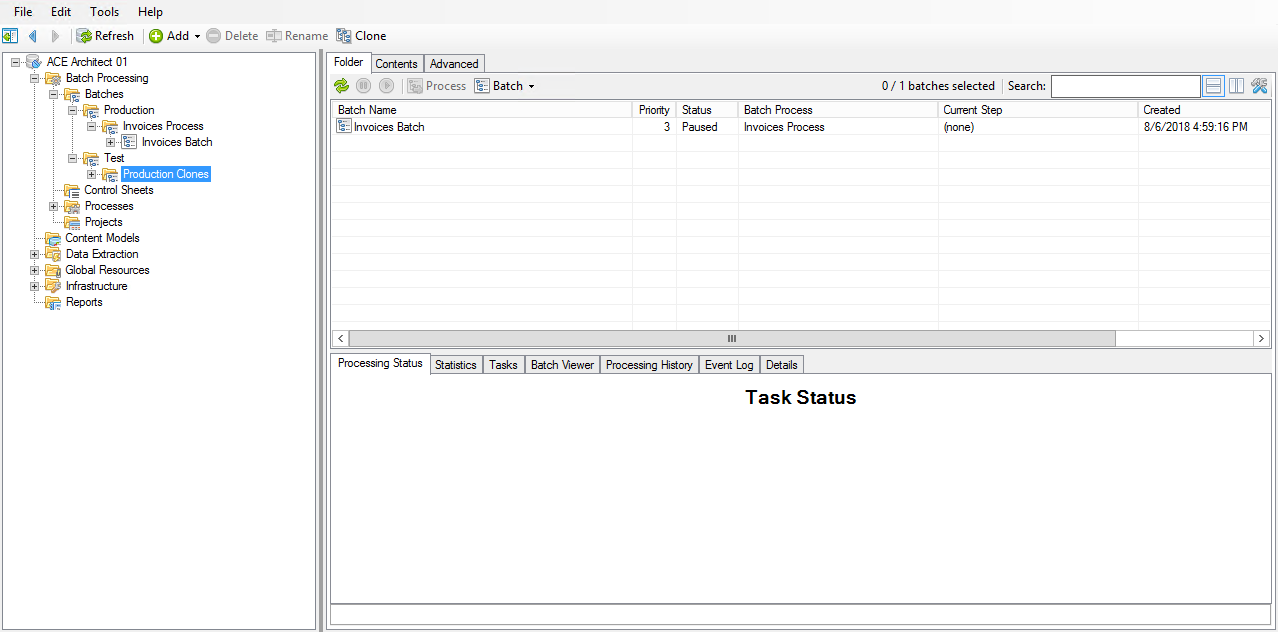 File Edit Tools Help
Refresh Add Delete Rename Clone
ACE Architect 01
Batch Processing
Batches
Production
Invoices Process
Invoices Batch
Test
Production Clones
Control Sheets
Processes
Projects
Content Models
Data Extraction
Global Resources
Infrastructure
Reports
Folder Contents Advanced
Process Batch 0 / 1 batches selected Search:
Batch Name Priority Status Batch Process Current Step Created
Invoices Batch 3 Paused Invoices Process (none) 8/6/2018 4:59:16 PM
Processing Status Statistics Tasks Batch Viewer Processing History Event Log Details
Task Status